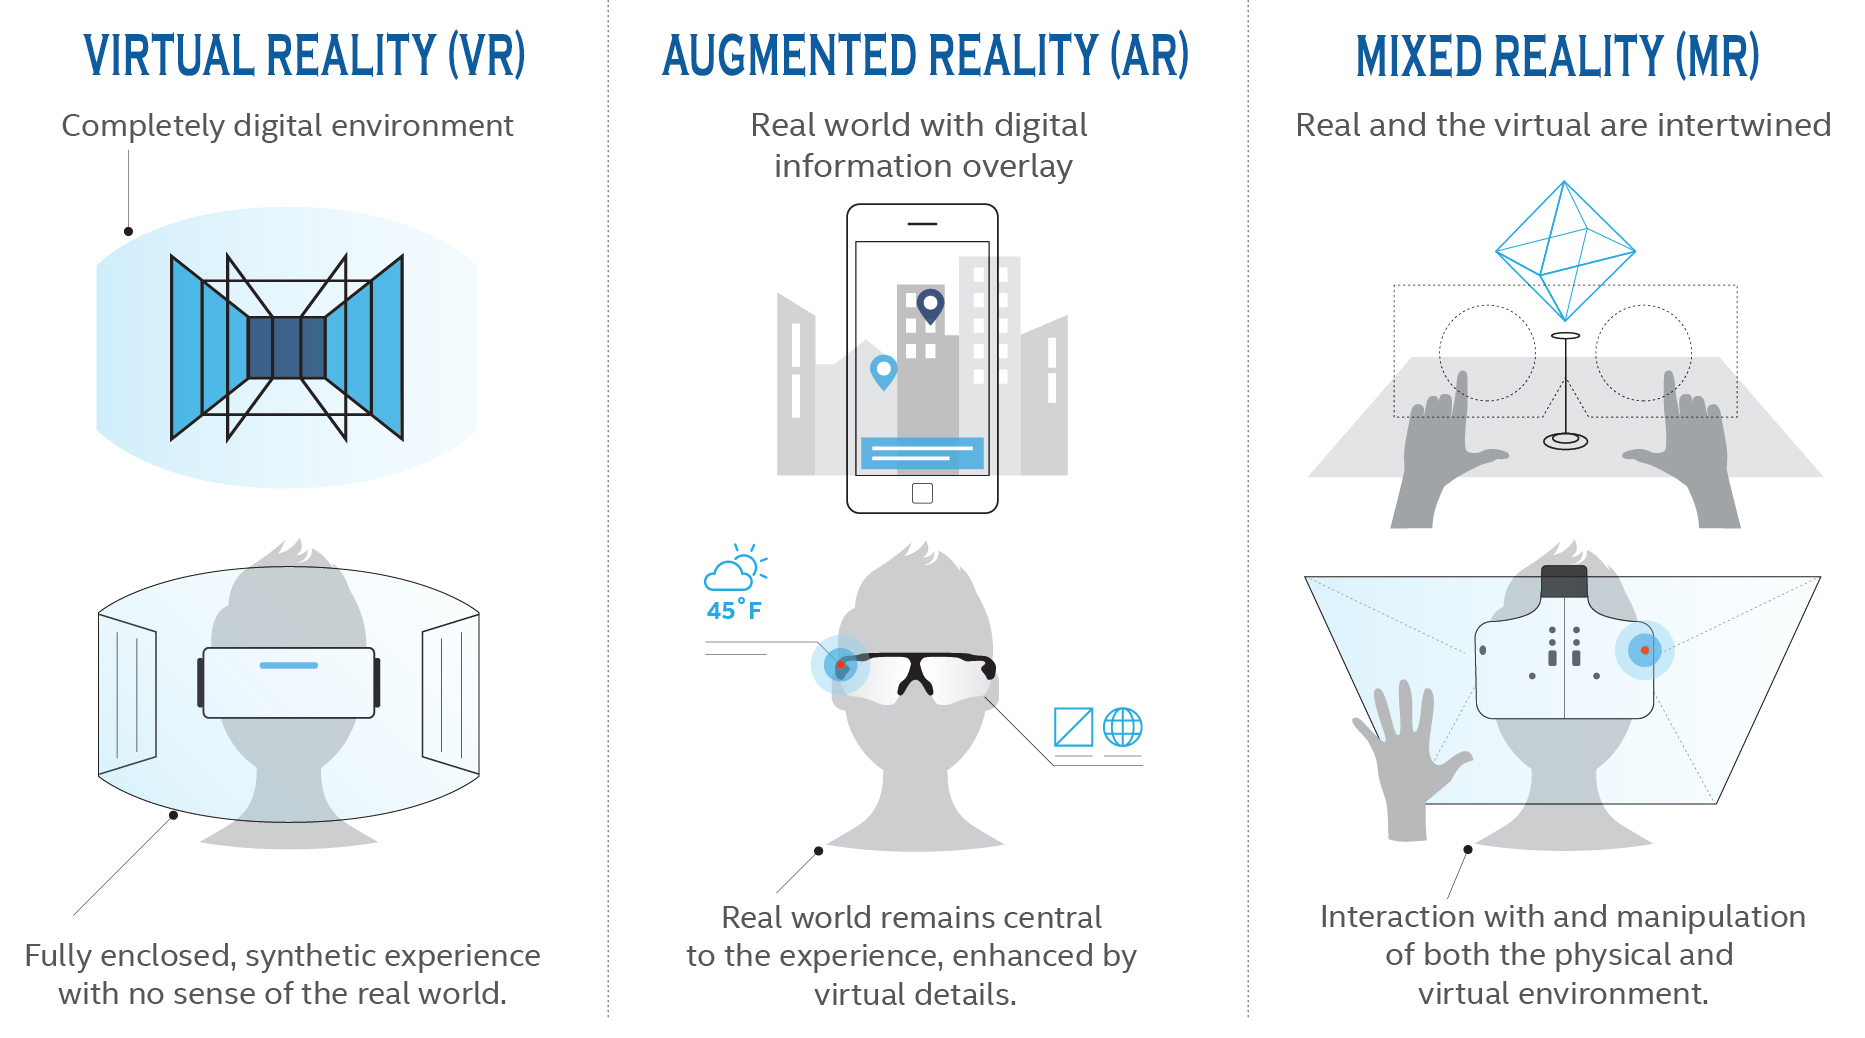 VIRTUAL REALITY (VR)
Completely digital environment
Fully enclosed, synthetic experience
with no sense of the real world.
AUGMENTED REALITY (AR)
Real world with digital
information overlay
45°F
Real world remains central
to the experience, enhanced by
virtual details.
MIXED REALITY (MR)
Real and the virtual are intertwined
Interaction with and manipulation
of both the physical and
virtual environment.